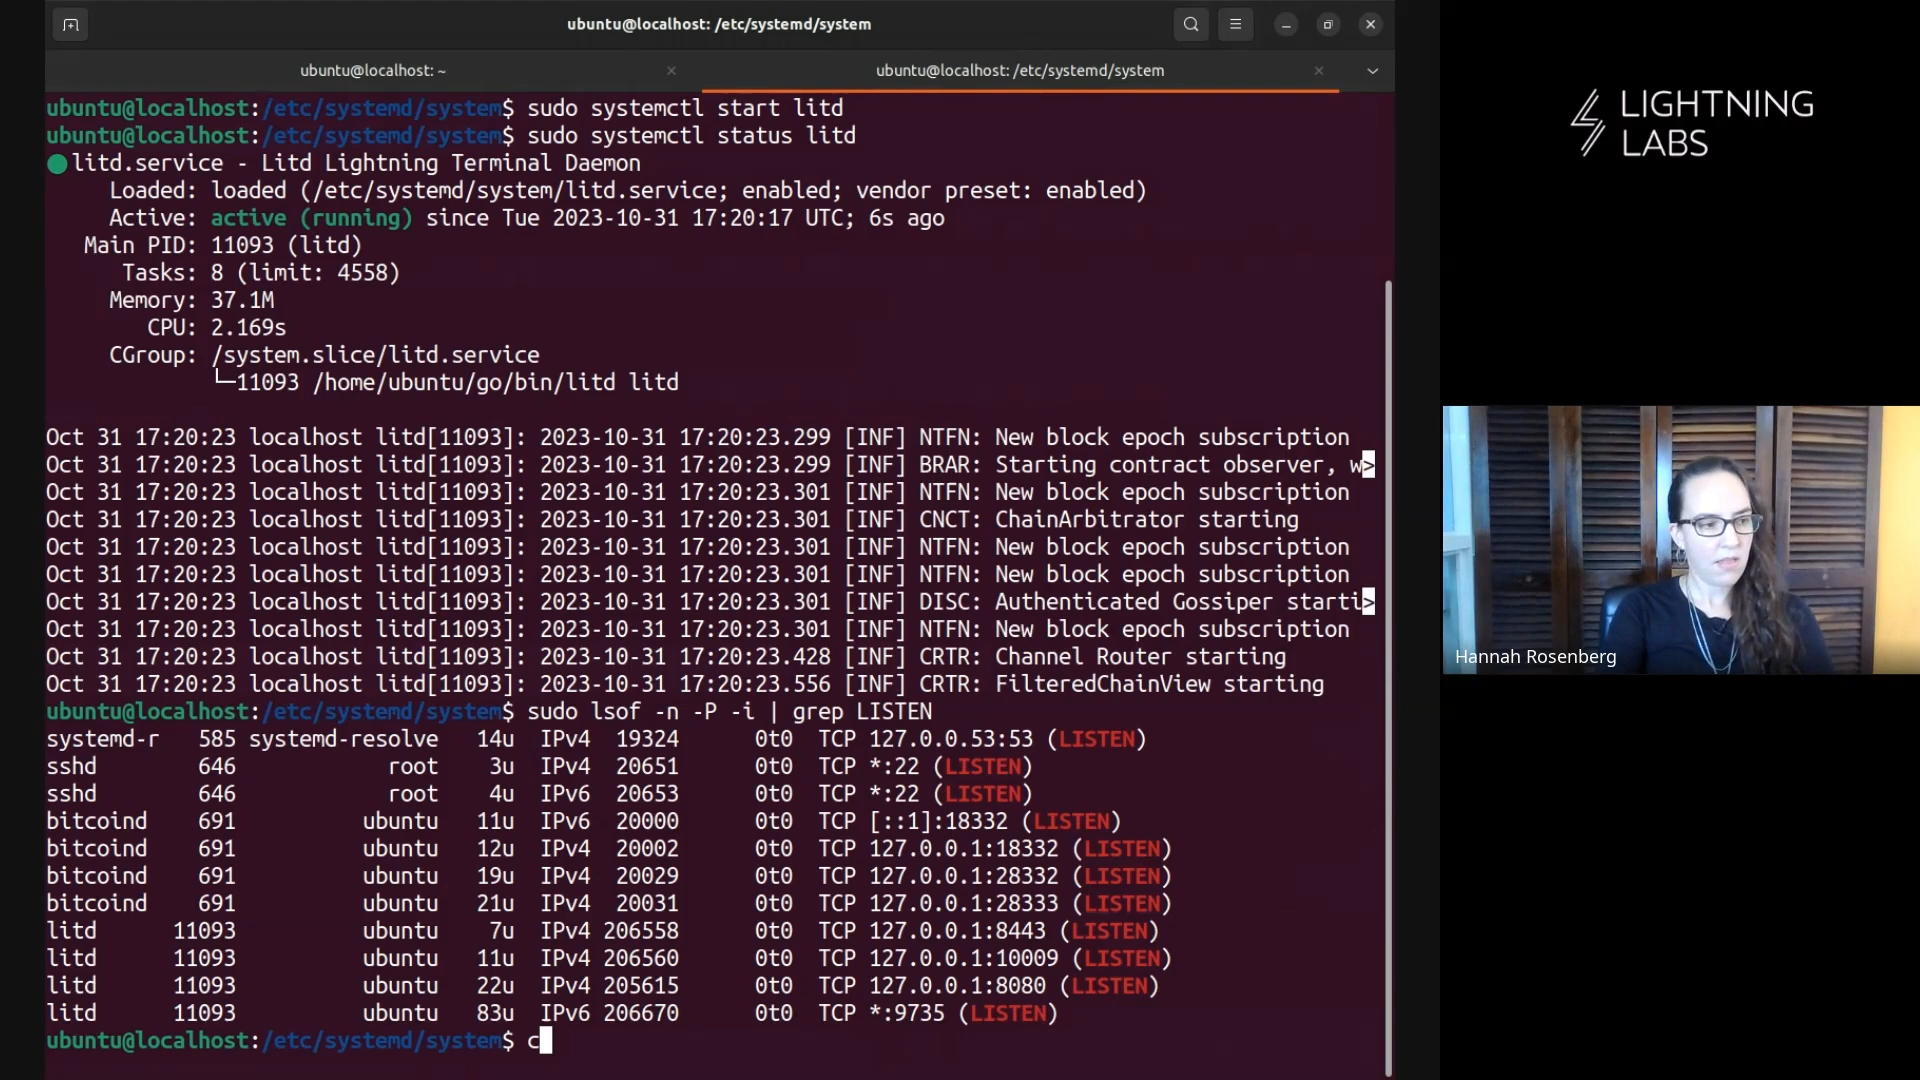 ubuntu@localhost: /etc/systemd/system
ubuntu@localhost: ~
ubuntu@localhost: /etc/systemd/system
ubuntu@localhost:/etc/systemd/system$ sudo systemctl start litd
ubuntu@localhost:/etc/systemd/system$ sudo systemctl status litd
litd.service - Litd Lightning Terminal Daemon
Loaded: loaded (/etc/systemd/system/litd.service; enabled; vendor preset: enabled)
Active: active (running) since Tue 2023-10-31 17:20:17 UTC; 6s ago
Main PID: 11093 (litd)
Tasks: 8 (limit: 4558)
Memory: 37.1M
CPU: 2.169s
CGroup: /system.slice/litd.service
└─11093 /home/ubuntu/go/bin/litd litd
Oct 31 17:20:23 localhost litd[11093]: 2023-10-31 17:20:23.299 [INF] NTFN: New block epoch subscription
Oct 31 17:20:23 localhost litd[11093]: 2023-10-31 17:20:23.299 [INF] BRAR: Starting contract observer, w>
Oct 31 17:20:23 localhost litd[11093]: 2023-10-31 17:20:23.301 [INF] NTFN: New block epoch subscription
Oct 31 17:20:23 localhost litd[11093]: 2023-10-31 17:20:23.301 [INF] CNCT: ChainArbitrator starting
Oct 31 17:20:23 localhost litd[11093]: 2023-10-31 17:20:23.301 [INF] NTFN: New block epoch subscription
Oct 31 17:20:23 localhost litd[11093]: 2023-10-31 17:20:23.301 [INF] NTFN: New block epoch subscription
Oct 31 17:20:23 localhost litd[11093]: 2023-10-31 17:20:23.301 [INF] DISC: Authenticated Gossiper starti>
Oct 31 17:20:23 localhost litd[11093]: 2023-10-31 17:20:23.301 [INF] NTFN: New block epoch subscription
Oct 31 17:20:23 localhost litd[11093]: 2023-10-31 17:20:23.428 [INF] CRTR: Channel Router starting
Oct 31 17:20:23 localhost litd[11093]: 2023-10-31 17:20:23.556 [INF] CRTR: FilteredChainView starting
ubuntu@localhost:/etc/systemd/system$ sudo lsof -n -P -i | grep LISTEN
systemd-r 585 systemd-resolve 14u IPv4 19324 0t0 TCP 127.0.0.53:53 (LISTEN)
sshd 646 root 3u IPv4 20651 0t0 TCP *:22 (LISTEN)
sshd 646 root 4u IPv6 20653 0t0 TCP *:22 (LISTEN)
bitcoind 691 ubuntu 11u IPv6 20000 0t0 TCP [::1]:18332 (LISTEN)
bitcoind 691 ubuntu 12u IPv4 20002 0t0 TCP 127.0.0.1:18332 (LISTEN)
bitcoind 691 ubuntu 19u IPv4 20029 0t0 TCP 127.0.0.1:28332 (LISTEN)
bitcoind 691 ubuntu 21u IPv4 20031 0t0 TCP 127.0.0.1:28333 (LISTEN)
litd 11093 ubuntu 7u IPv4 206558 0t0 TCP 127.0.0.1:8443 (LISTEN)
litd 11093 ubuntu 11u IPv4 206560 0t0 TCP 127.0.0.1:10009 (LISTEN)
litd 11093 ubuntu 22u IPv4 205615 0t0 TCP 127.0.0.1:8080 (LISTEN)
litd 11093 ubuntu 83u IPv6 206670 0t0 TCP *:9735 (LISTEN)
ubuntu@localhost:/etc/systemd/system$ c
LIGHTNING
LABS
Hannah Rosenberg